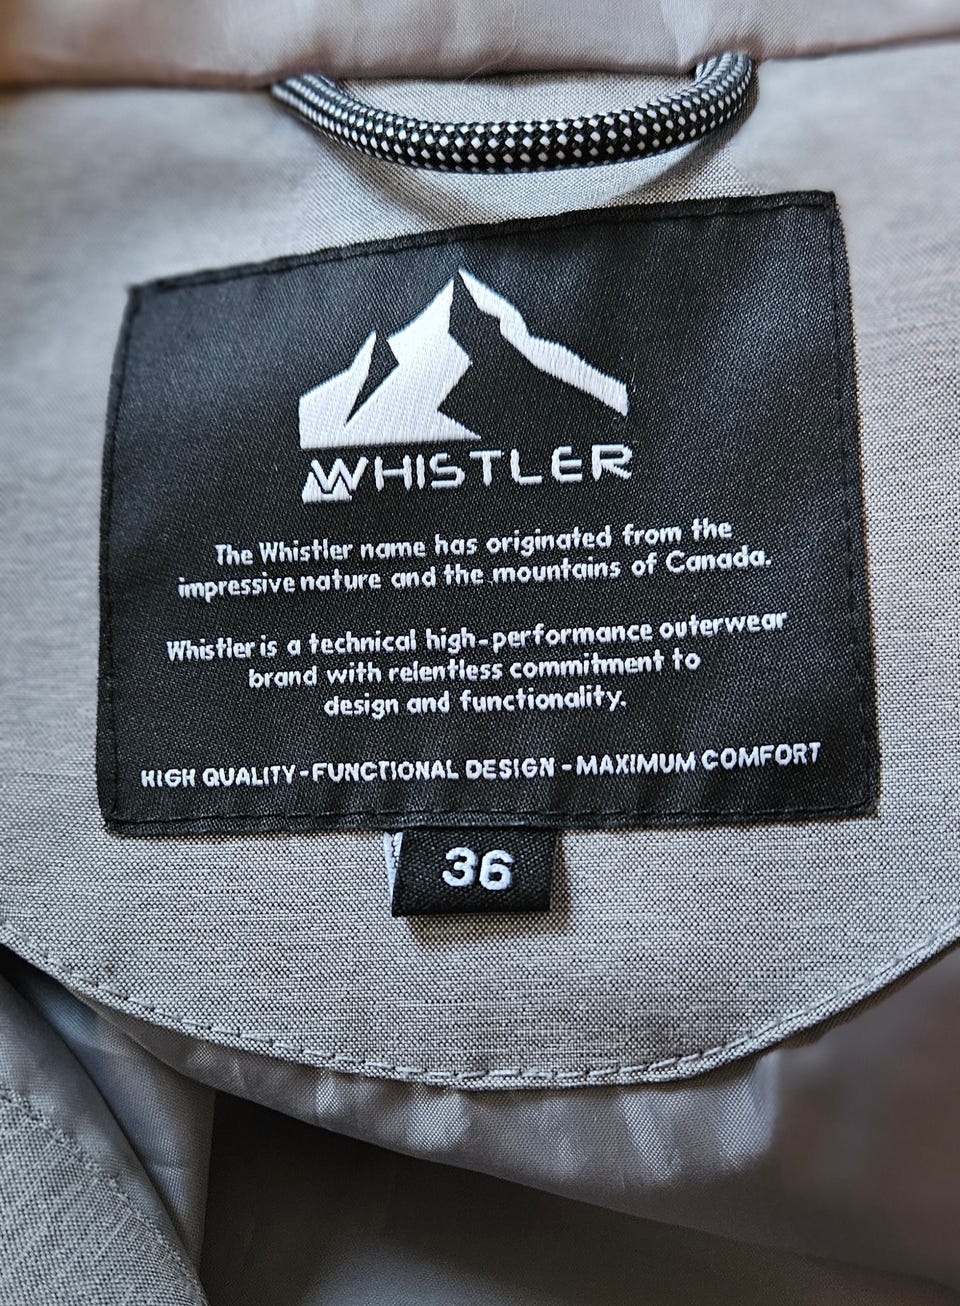 WHISTLER
The Whistler name has originated from the
impressive nature and the mountains of Canada.
Whistler is a technical high-performance outerwear
brand with relentless commitment to
design and functionality.
HIGH QUALITY - FUNCTIONAL DESIGN - MAXIMUM COMFORT
36